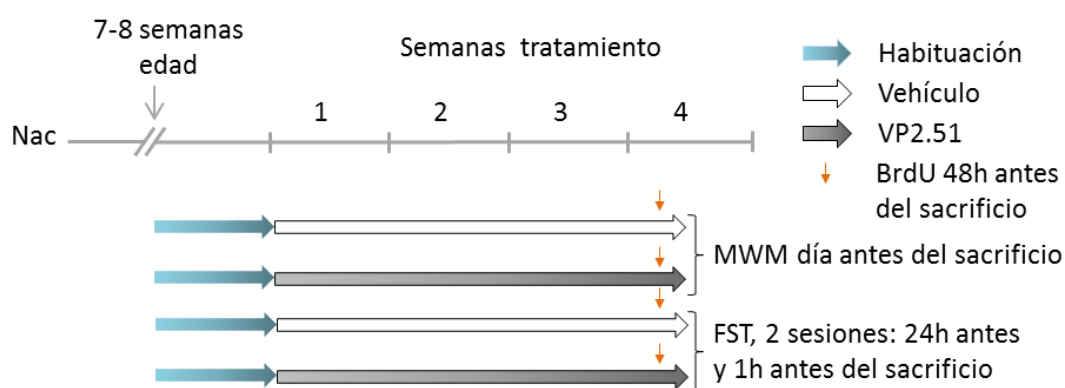 7-8 semanas
edad
Semanas tratamiento
Nac
1
2
3
4
Habituación
Vehículo
VP2.51
BrdU 48h antes
del sacrificio
MWM día antes del sacrificio
FST, 2 sesiones: 24h antes
y 1h antes del sacrificio